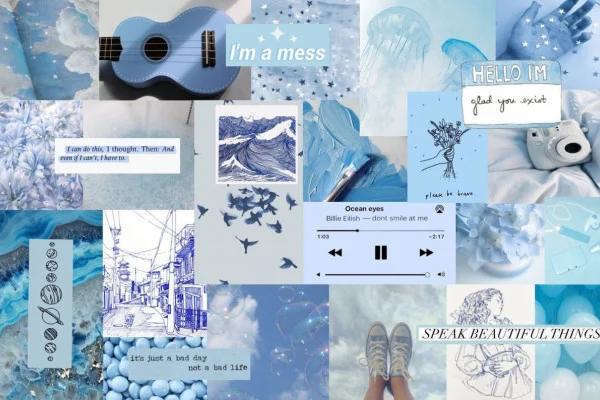 I'm a mess
HELLO IM
glad you exist
I can do this, I thought. Then: And
even if I can't, I have to.
please be brave
Ocean eyes
Billie Eilish — dont smile at me
1:03
−2:17
SPEAK BEAUTIFUL THINGS
it's just a bad day
not a bad life